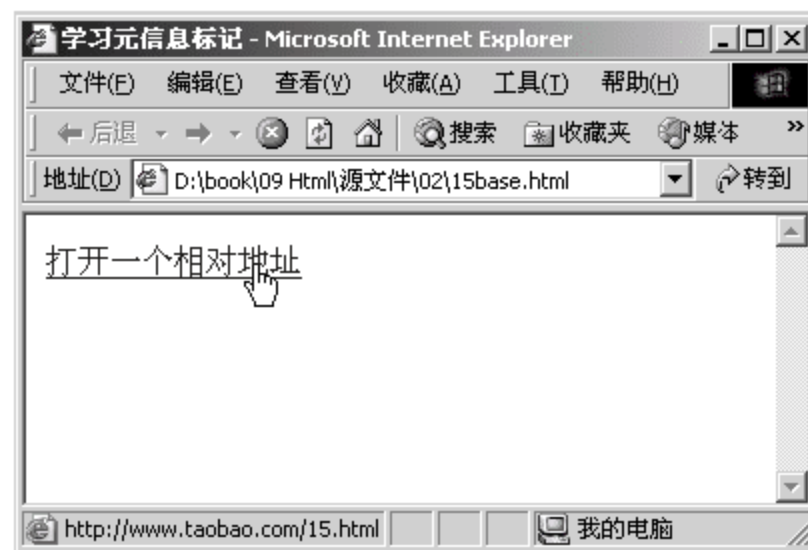 学习元信息标记 - Microsoft Internet Explorer
文件(F) 编辑(E) 查看(V) 收藏(A) 工具(T) 帮助(H)
后退 搜索 收藏夹 媒体 »
地址(D) D:\book\09 Html\源文件\02\15base.html 转到
打开一个相对地址
http://www.taobao.com/15.html 我的电脑